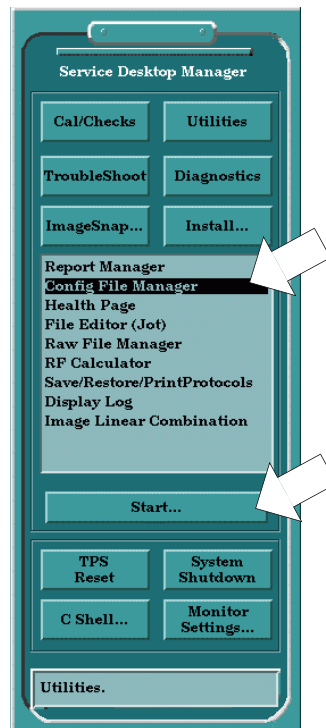 Service Desktop Manager
Cal/Checks
Utilities
TroubleShoot
Diagnostics
ImageSnap...
Install...
Report Manager
Config File Manager
Health Page
File Editor (Jot)
Raw File Manager
RF Calculator
Save/Restore/PrintProtocols
Display Log
Image Linear Combination
Start...
TPS
Reset
System
Shutdown
C Shell...
Monitor
Settings...
Utilities.